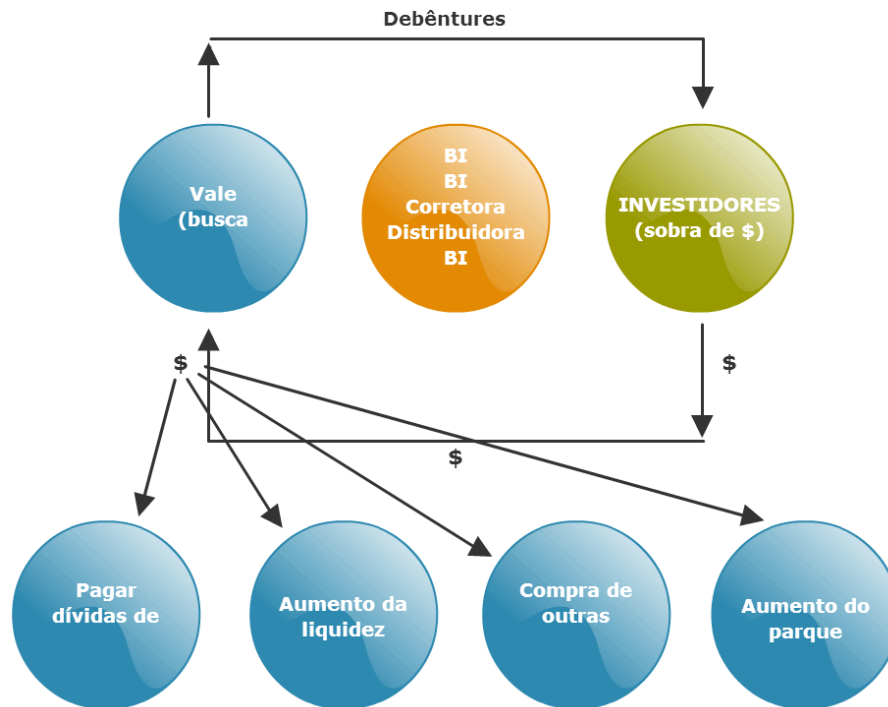 Debêntures
Vale
(busca
BI
BI
Corretora
Distribuidora
BI
INVESTIDORES
(sobra de $)
$
$
$
Pagar
dívidas de
Aumento da
liquidez
Compra de
outras
Aumento do
parque